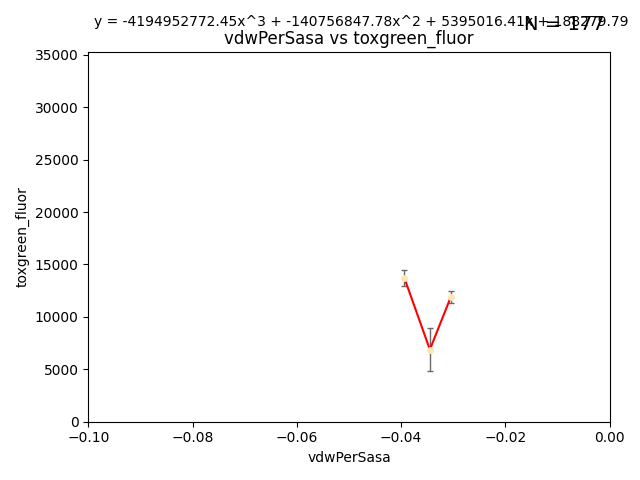 y = -4194952772.45x^3 + -140756847.78x^2 + 5395016.41x + 188279.79
N = 177
vdwPerSasa vs toxgreen_fluor
35000
30000
25000
20000
15000
10000
5000
0
toxgreen_fluor
−0.10 −0.08 −0.06 −0.04 −0.02 0.00
vdwPerSasa